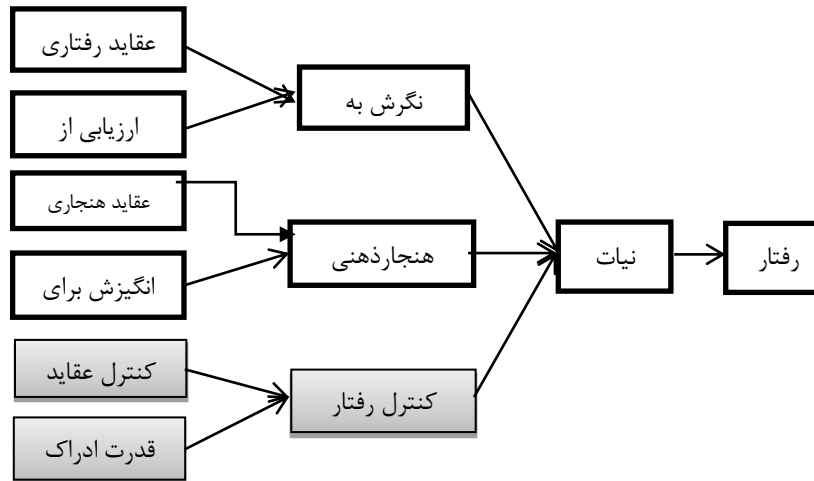 عقاید رفتاری
ارزیابی از
عقاید هنجاری
انگیزش برای
کنترل عقاید
قدرت ادراک
نگرش به
هنجارذهنی
کنترل رفتار
نیات
رفتار